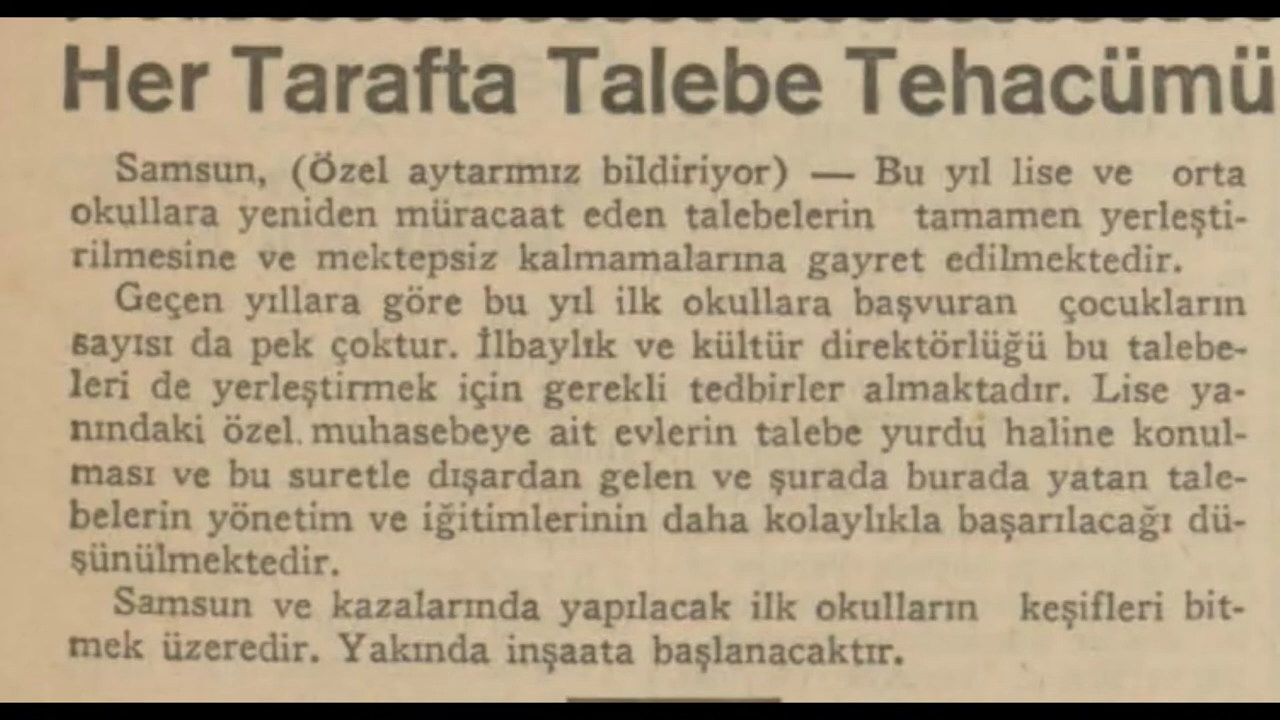 Her Tarafta Talebe Tehacümü
Samsun, (Özel aytarımız bildiriyor) — Bu yıl lise ve orta
okullara yeniden müracaat eden talebelerin tamamen yerleşti-
rilmesine ve mektepsiz kalmamalarına gayret edilmektedir.
Geçen yıllara göre bu yıl ilk okullara başvuran çocukların
sayısı da pek çoktur. İlbaylık ve kültür direktörlüğü bu talebe-
leri de yerleştirmek için gerekli tedbirler almaktadır. Lise ya-
nındaki özel. muhasebeye ait evlerin talebe yurdu haline konul-
ması ve bu suretle dışardan gelen ve şurada burada yatan tale-
belerin yönetim ve iğitimlerinin daha kolaylıkla başarılacağı dü-
şünülmektedir.
Samsun ve kazalarında yapılacak ilk okulların keşifleri bit-
mek üzeredir. Yakında inşaata başlanacaktır.